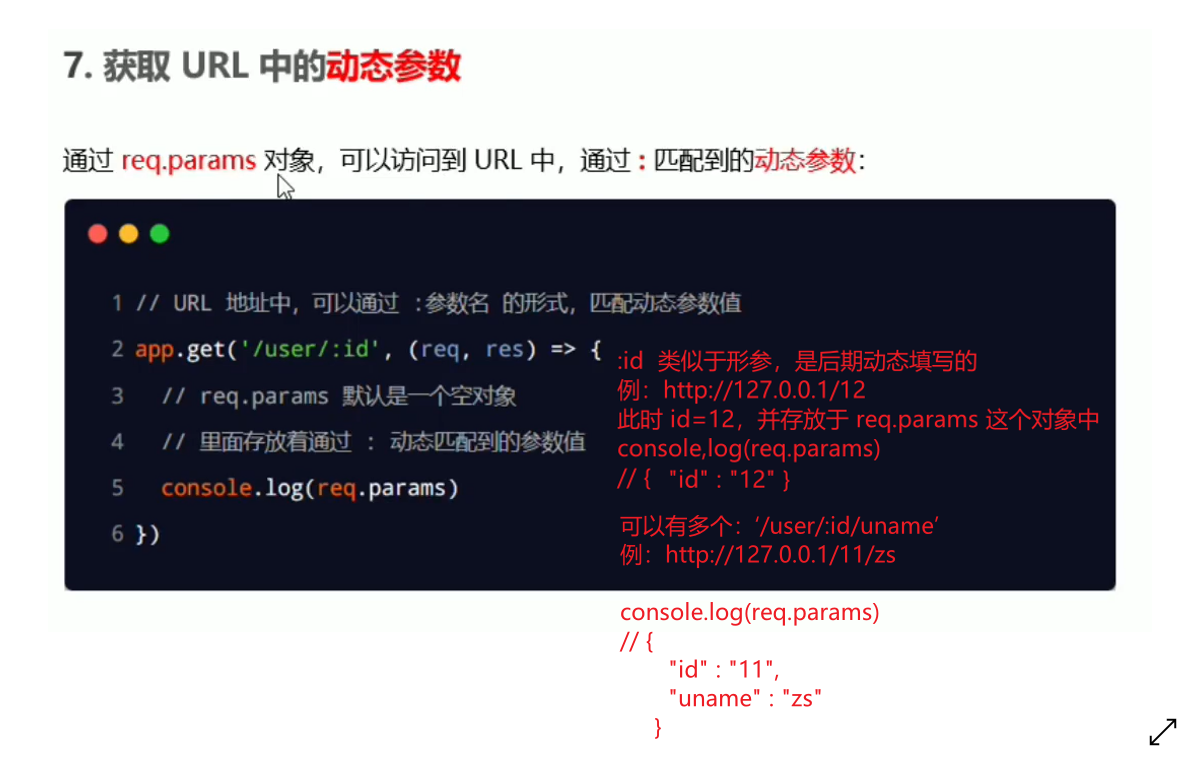 7. 获取 URL 中的动态参数
通过 req.params 对象，可以访问到 URL 中，通过 : 匹配到的动态参数：
1 // URL 地址中，可以通过 :参数名 的形式，匹配动态参数值
2 app.get('/user/:id', (req, res) => {
3 // req.params 默认是一个空对象
4 // 里面存放着通过 : 动态匹配到的参数值
5 console.log(req.params)
6 })
:id 类似于形参，是后期动态填写的
例：http://127.0.0.1/12
此时 id=12，并存放于 req.params 这个对象中
console,log(req.params)
// { "id" : "12" }
可以有多个：‘/user/:id/uname’
例：http://127.0.0.1/11/zs
console.log(req.params)
// {
"id" : "11",
"uname" : "zs"
}